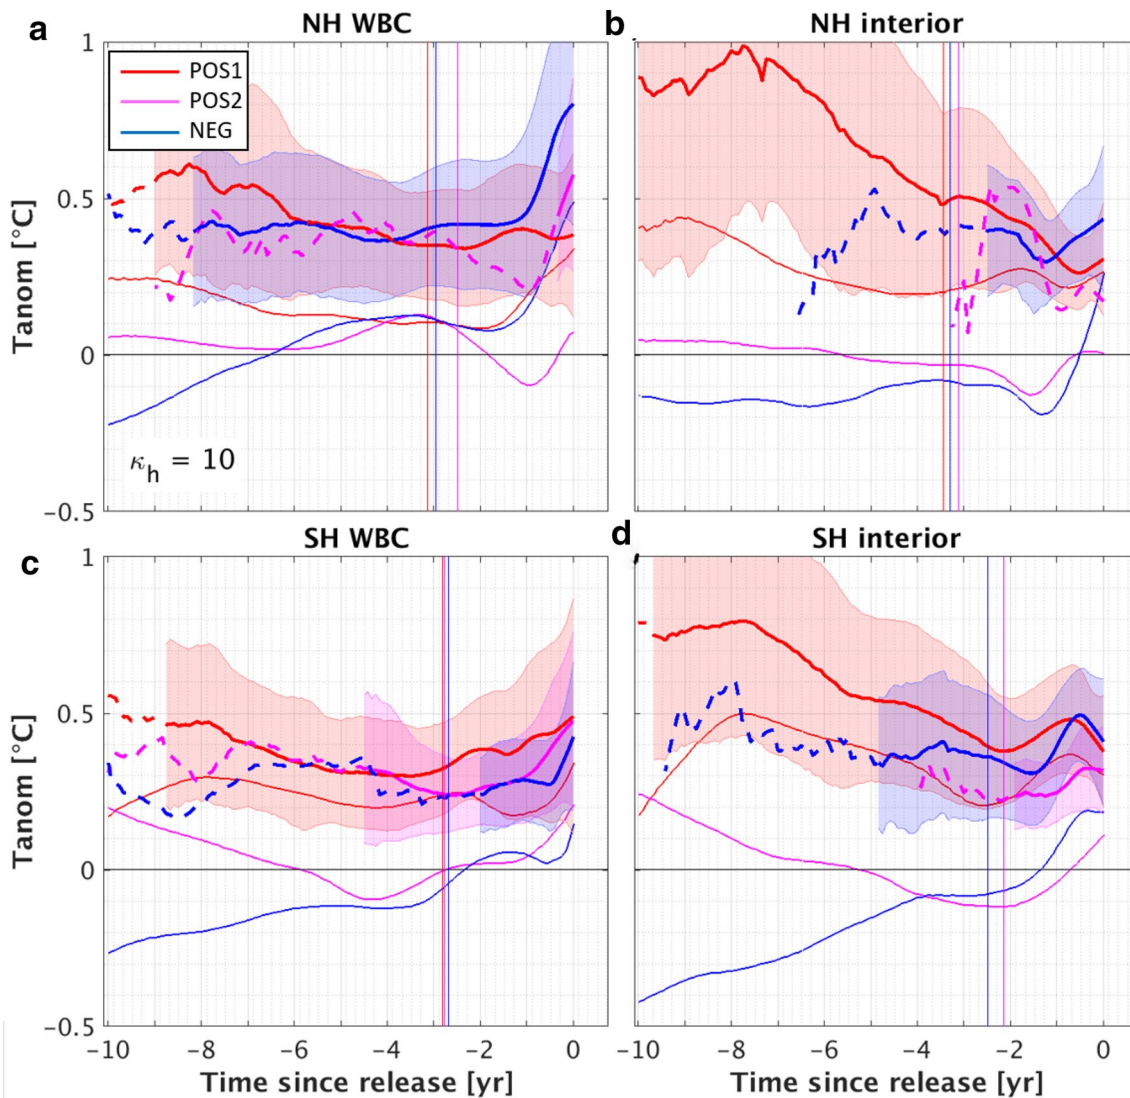 a
NH WBC
b
NH interior
1
0.5
0
-0.5
Tanom [°C]
POS1
POS2
NEG
κh = 10
c
SH WBC
d
SH interior
1
0.5
0
-0.5
Tanom [°C]
-10 -8 -6 -4 -2 0
-10 -8 -6 -4 -2 0
Time since release [yr]
Time since release [yr]